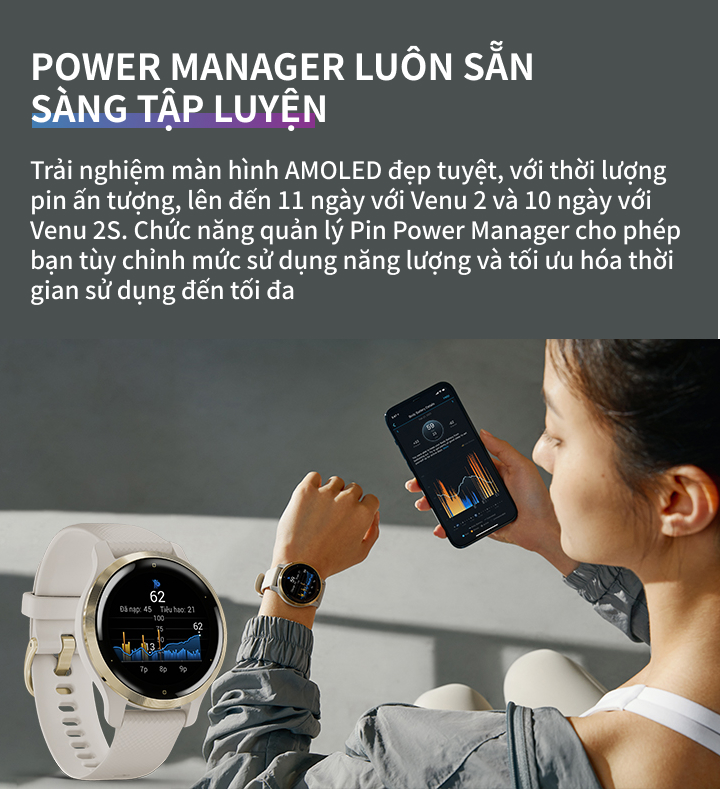 POWER MANAGER LUÔN SẴN
SÀNG TẬP LUYỆN
Trải nghiệm màn hình AMOLED đẹp tuyệt, với thời lượng
pin ấn tượng, lên đến 11 ngày với Venu 2 và 10 ngày với
Venu 2S. Chức năng quản lý Pin Power Manager cho phép
bạn tùy chỉnh mức sử dụng năng lượng và tối ưu hóa thời
gian sử dụng đến tối đa
62
Đã nạp: 45 Tiêu hao: 21
100
75
62
50
13
7p 8p 9p
59